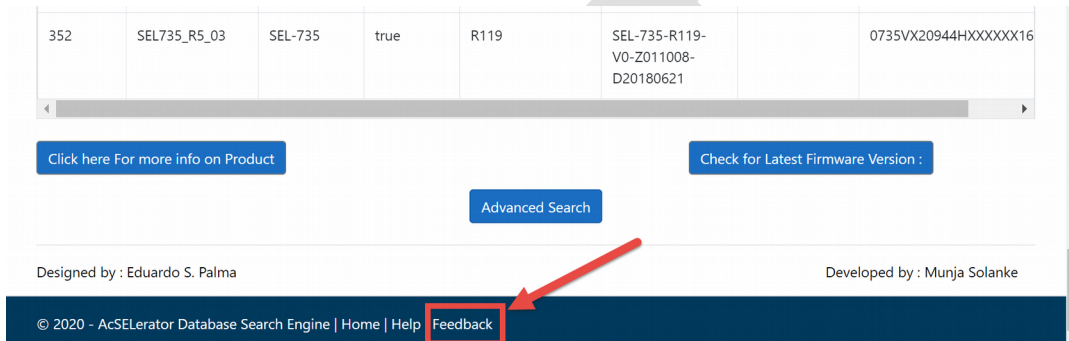 352 SEL735_R5_03 SEL-735 true R119 SEL-735-R119- 0735VX20944HXXXXXX16
V0-Z011008-
D20180621
Click here For more info on Product Check for Latest Firmware Version :
Advanced Search
Designed by : Eduardo S. Palma Developed by : Munja Solanke
© 2020 - AcSELerator Database Search Engine | Home | Help Feedback